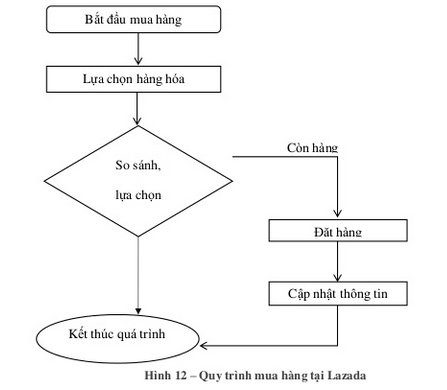 Bắt đầu mua hàng
Lựa chọn hàng hóa
So sánh,
lựa chọn
Còn hàng
Đặt hàng
Cập nhật thông tin
Kết thúc quá trình
Hình 12 – Quy trình mua hàng tại Lazada